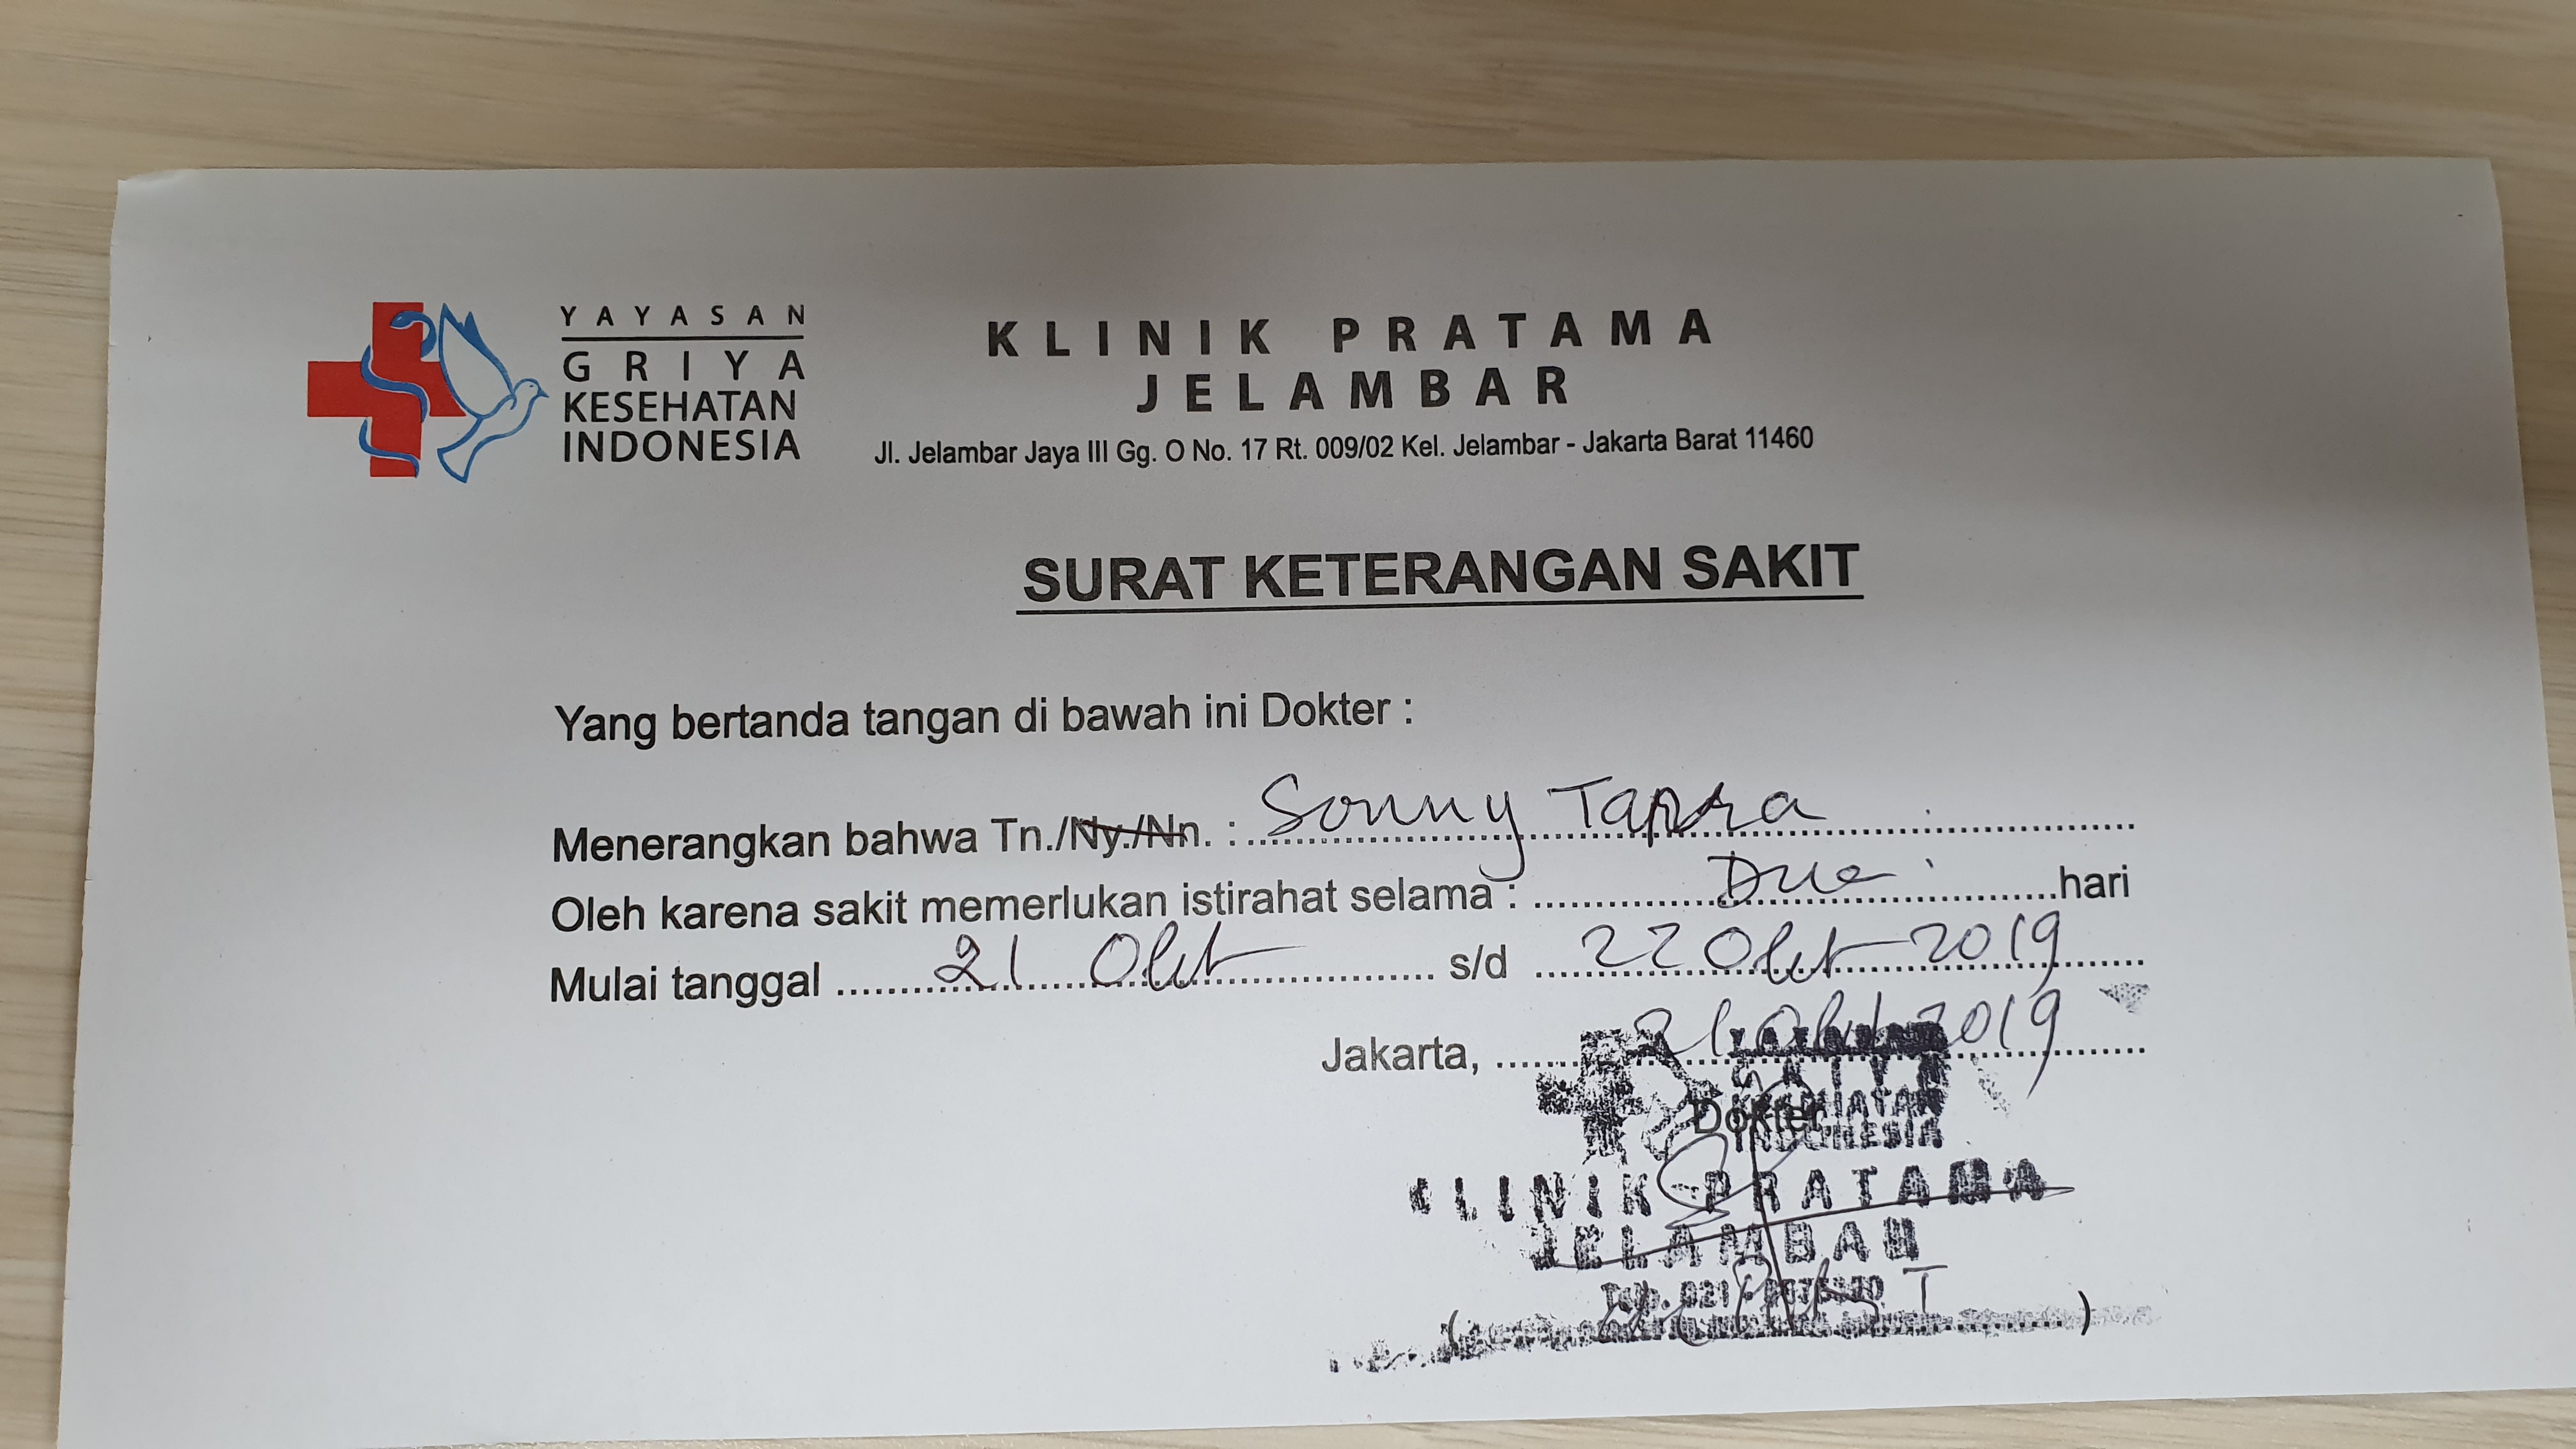 YAYASAN
GRIYA
KESEHATAN
INDONESIA
KLINIK PRATAMA
JELAMBAR
Jl. Jelambar Jaya III Gg. O No. 17 Rt. 009/02 Kel. Jelambar - Jakarta Barat 11460
SURAT KETERANGAN SAKIT
Yang bertanda tangan di bawah ini Dokter :
Menerangkan bahwa Tn./Ny./Nn. : Sonny
Oleh karena sakit memerlukan istirahat selama : Dua hari
Mulai tanggal 21 Okt s/d 22 Okt 2019
Jakarta, 21 Okt 2019
Dokter
KLINIK PRATAMA
JELAMBAR
( )